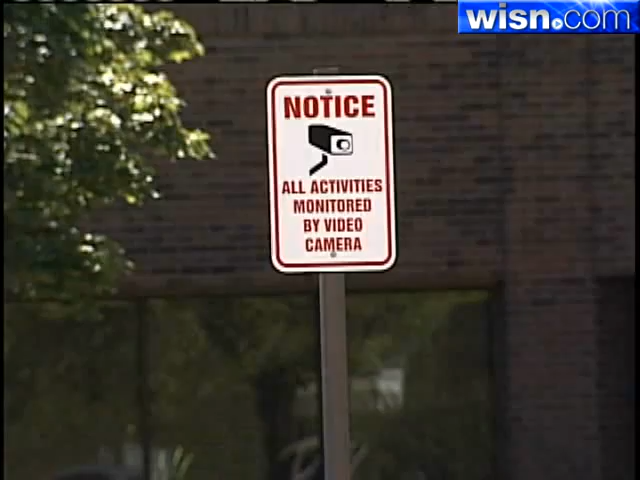 wisn.com
NOTICE
ALL ACTIVITIES
MONITORED
BY VIDEO
CAMERA